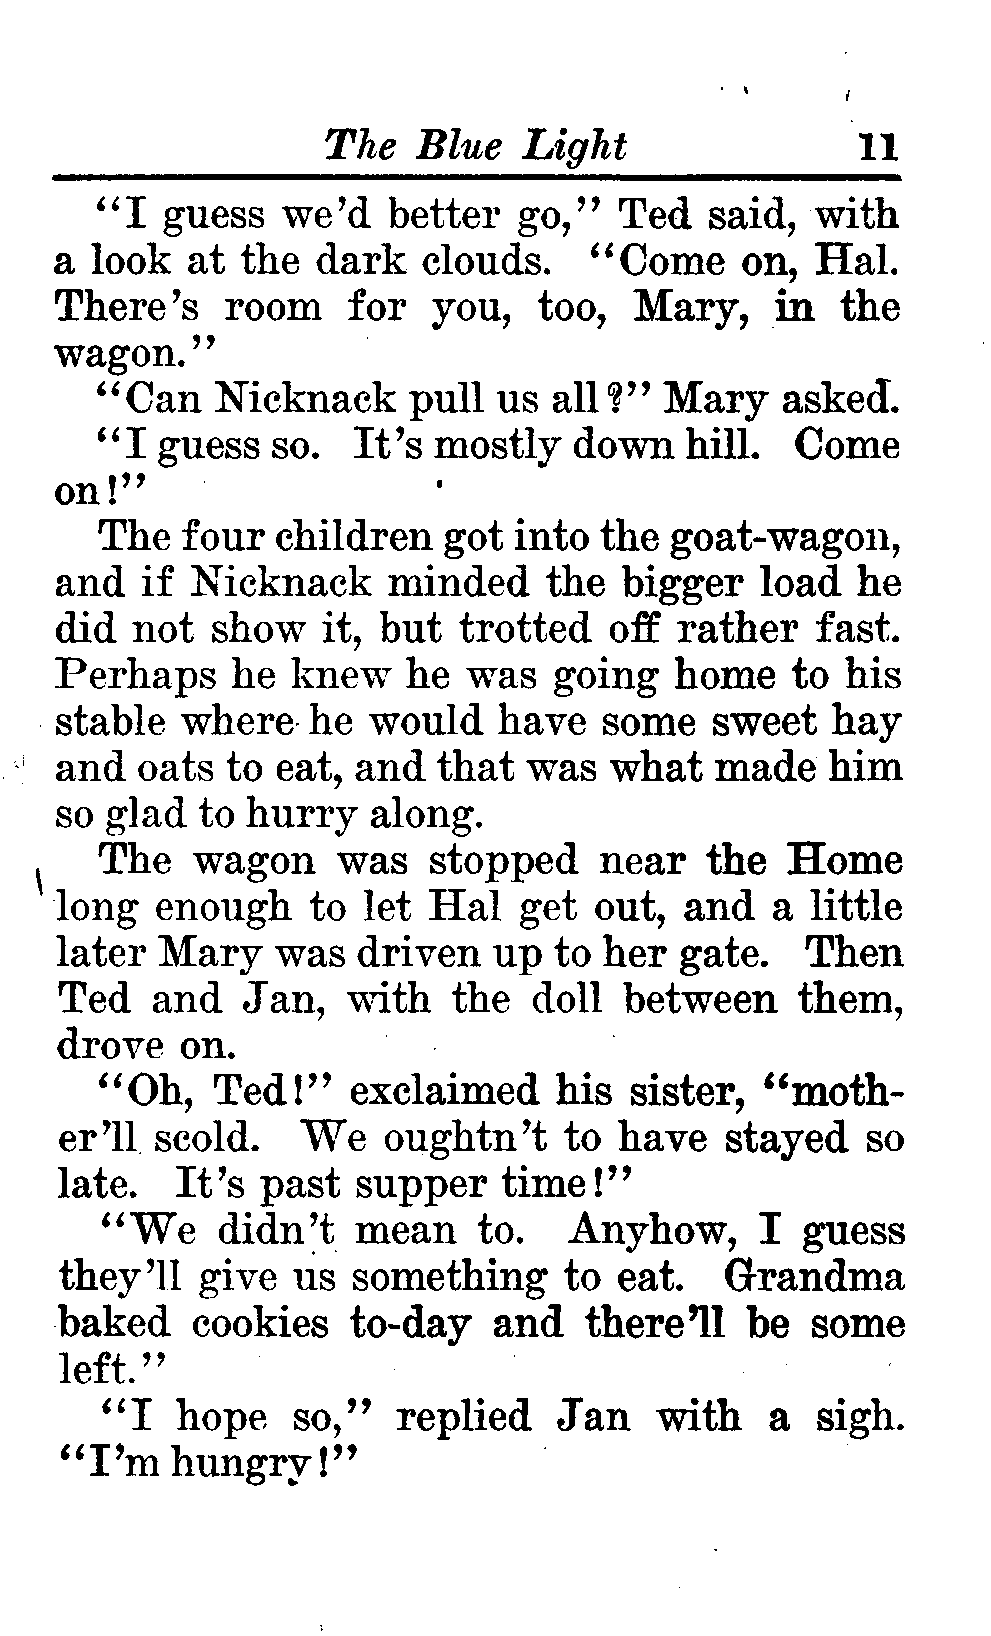 The Blue Light 11
"I guess we'd better go," Ted said, with
a look at the dark clouds. "Come on, Hal.
There's room for you, too, Mary, in the
wagon."
"Can Nicknack pull us all?" Mary asked.
"I guess so. It's mostly down hill. Come
on!"
The four children got into the goat-wagon,
and if Nicknack minded the bigger load he
did not show it, but trotted off rather fast.
Perhaps he knew he was going home to his
stable where he would have some sweet hay
and oats to eat, and that was what made him
so glad to hurry along.
The wagon was stopped near the Home
long enough to let Hal get out, and a little
later Mary was driven up to her gate. Then
Ted and Jan, with the doll between them,
drove on.
"Oh, Ted!" exclaimed his sister, "moth-
er'll scold. We oughtn't to have stayed so
late. It's past supper time!"
"We didn't mean to. Anyhow, I guess
they'll give us something to eat. Grandma
baked cookies to-day and there'll be some
left."
"I hope so," replied Jan with a sigh.
"I'm hungry!"